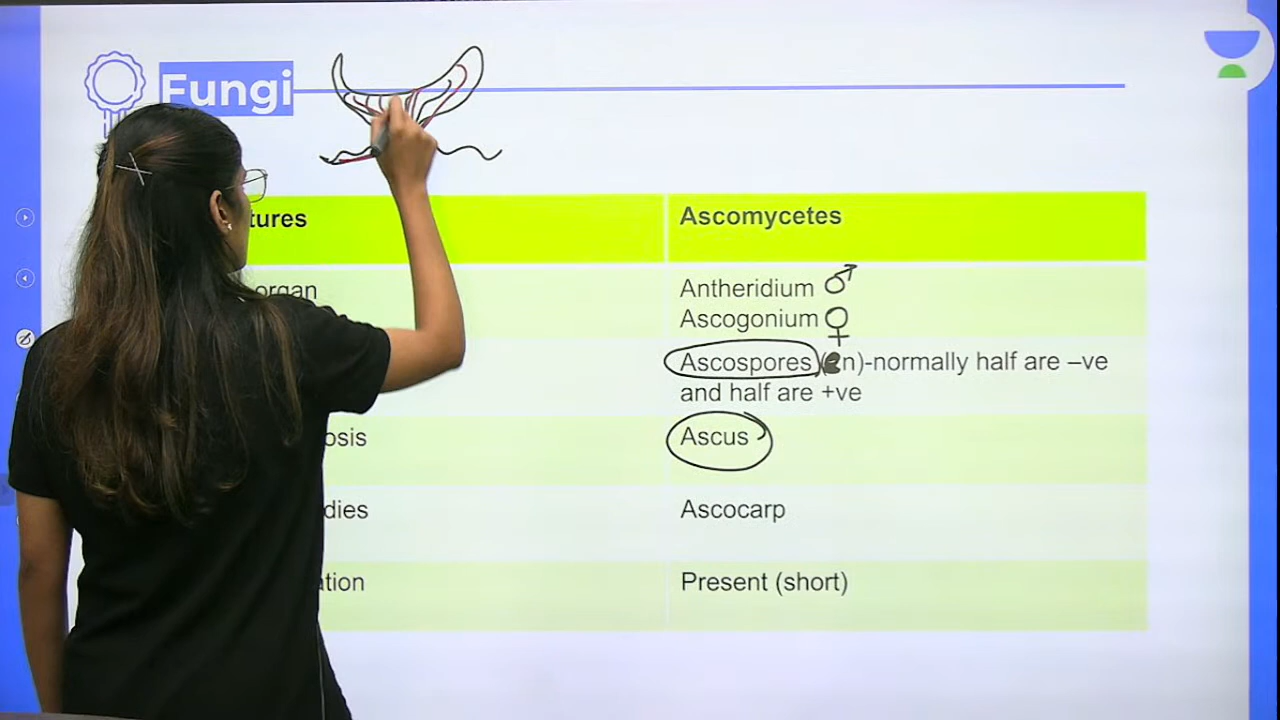 Fungi
tures Ascomycetes
organ Antheridium ♂
Ascogonium ♀
Ascospores (n)-normally half are –ve
and half are +ve
osis Ascus
dies Ascocarp
ation Present (short)